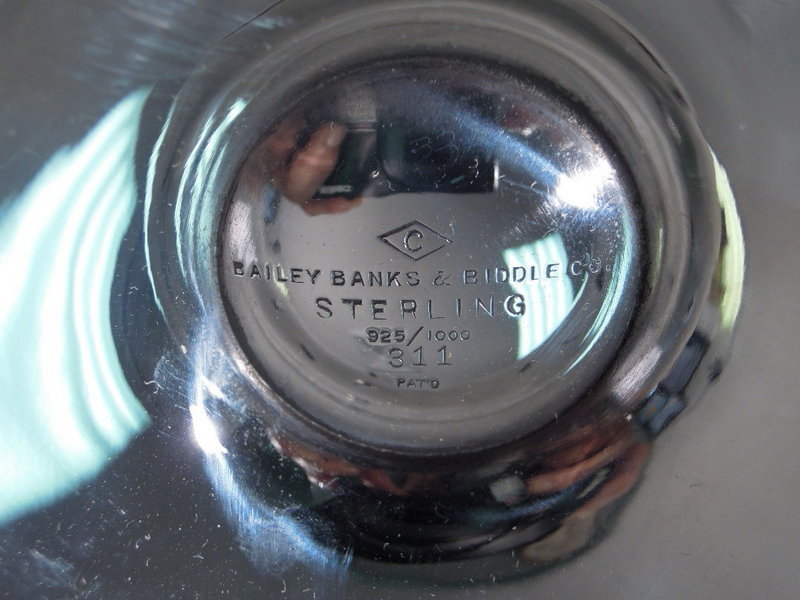 C
BAILEY BANKS & BIDDLE CO.
STERLING
925/1000
311
PAT'D